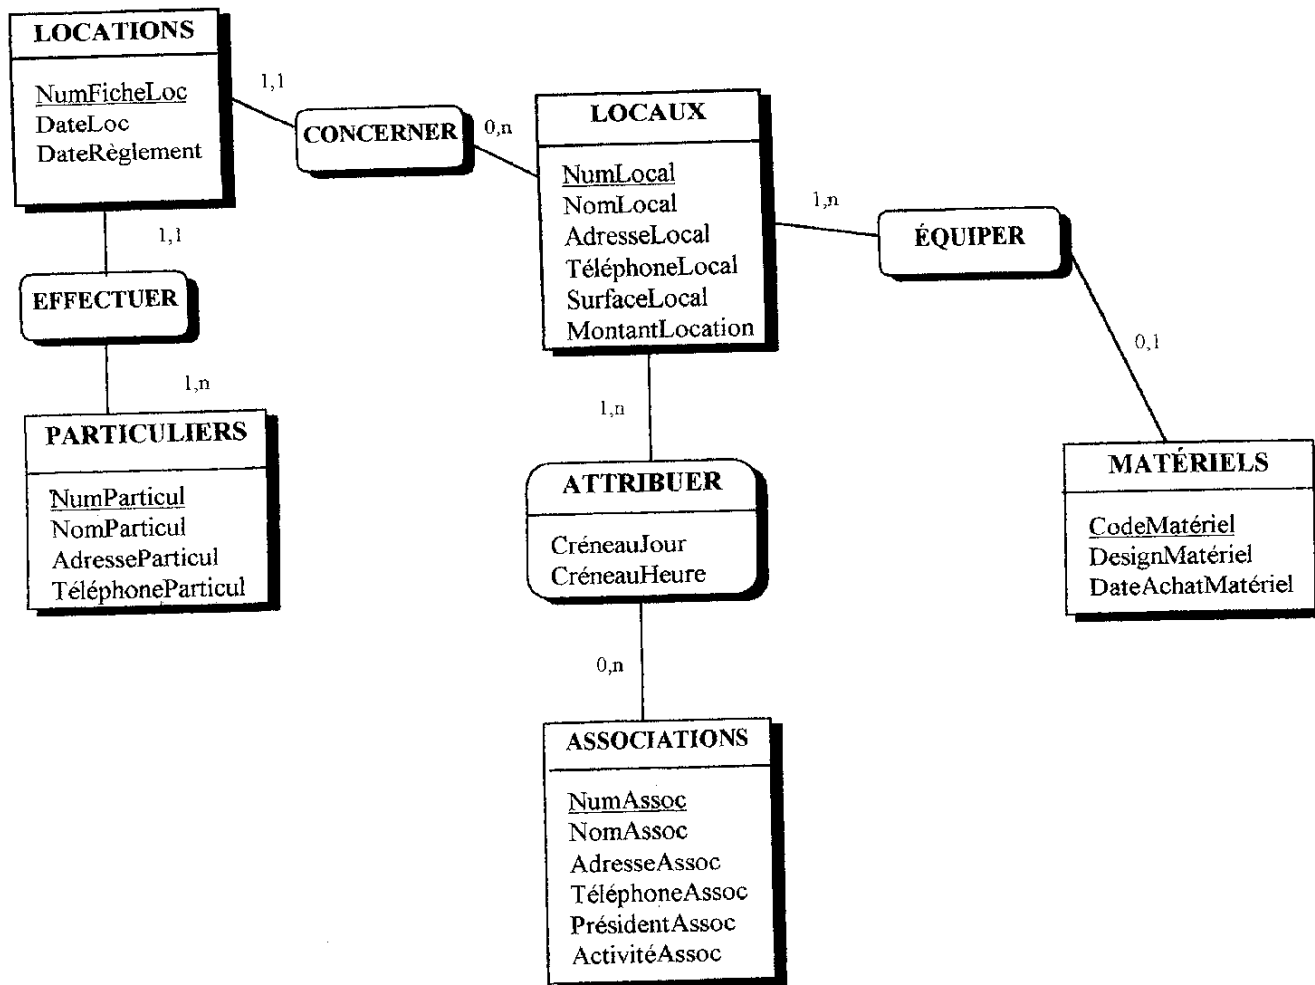 LOCATIONS
NumFicheLoc
DateLoc
DateRèglement
1,1
CONCERNER
0,n
LOCAUX
NumLocal
NomLocal
AdresseLocal
TéléphoneLocal
SurfaceLocal
MontantLocation
1,n
ÉQUIPER
0,1
MATÉRIELS
CodeMatériel
DesignMatériel
DateAchatMatériel
1,1
EFFECTUER
1,n
PARTICULIERS
NumParticul
NomParticul
AdresseParticul
TéléphoneParticul
1,n
ATTRIBUER
CréneauJour
CréneauHeure
0,n
ASSOCIATIONS
NumAssoc
NomAssoc
AdresseAssoc
TéléphoneAssoc
PrésidentAssoc
ActivitéAssoc